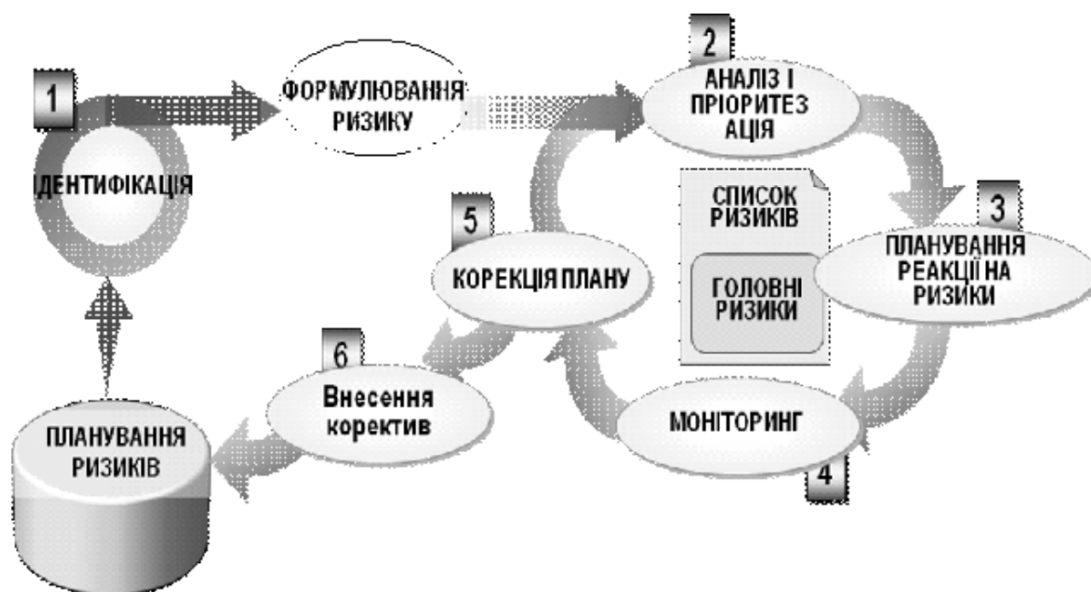 1
ІДЕНТИФІКАЦІЯ
ФОРМУЛЮВАННЯ
РИЗИКУ
2
АНАЛІЗ І
ПРІОРИТЕЗ
АЦІЯ
3
ПЛАНУВАННЯ
РЕАКЦІЇ НА
РИЗИКИ
СПИСОК
РИЗИКІВ
ГОЛОВНІ
РИЗИКИ
4
МОНІТОРИНГ
5
КОРЕКЦІЯ ПЛАНУ
6
Внесення
коректив
ПЛАНУВАННЯ
РИЗИКІВ